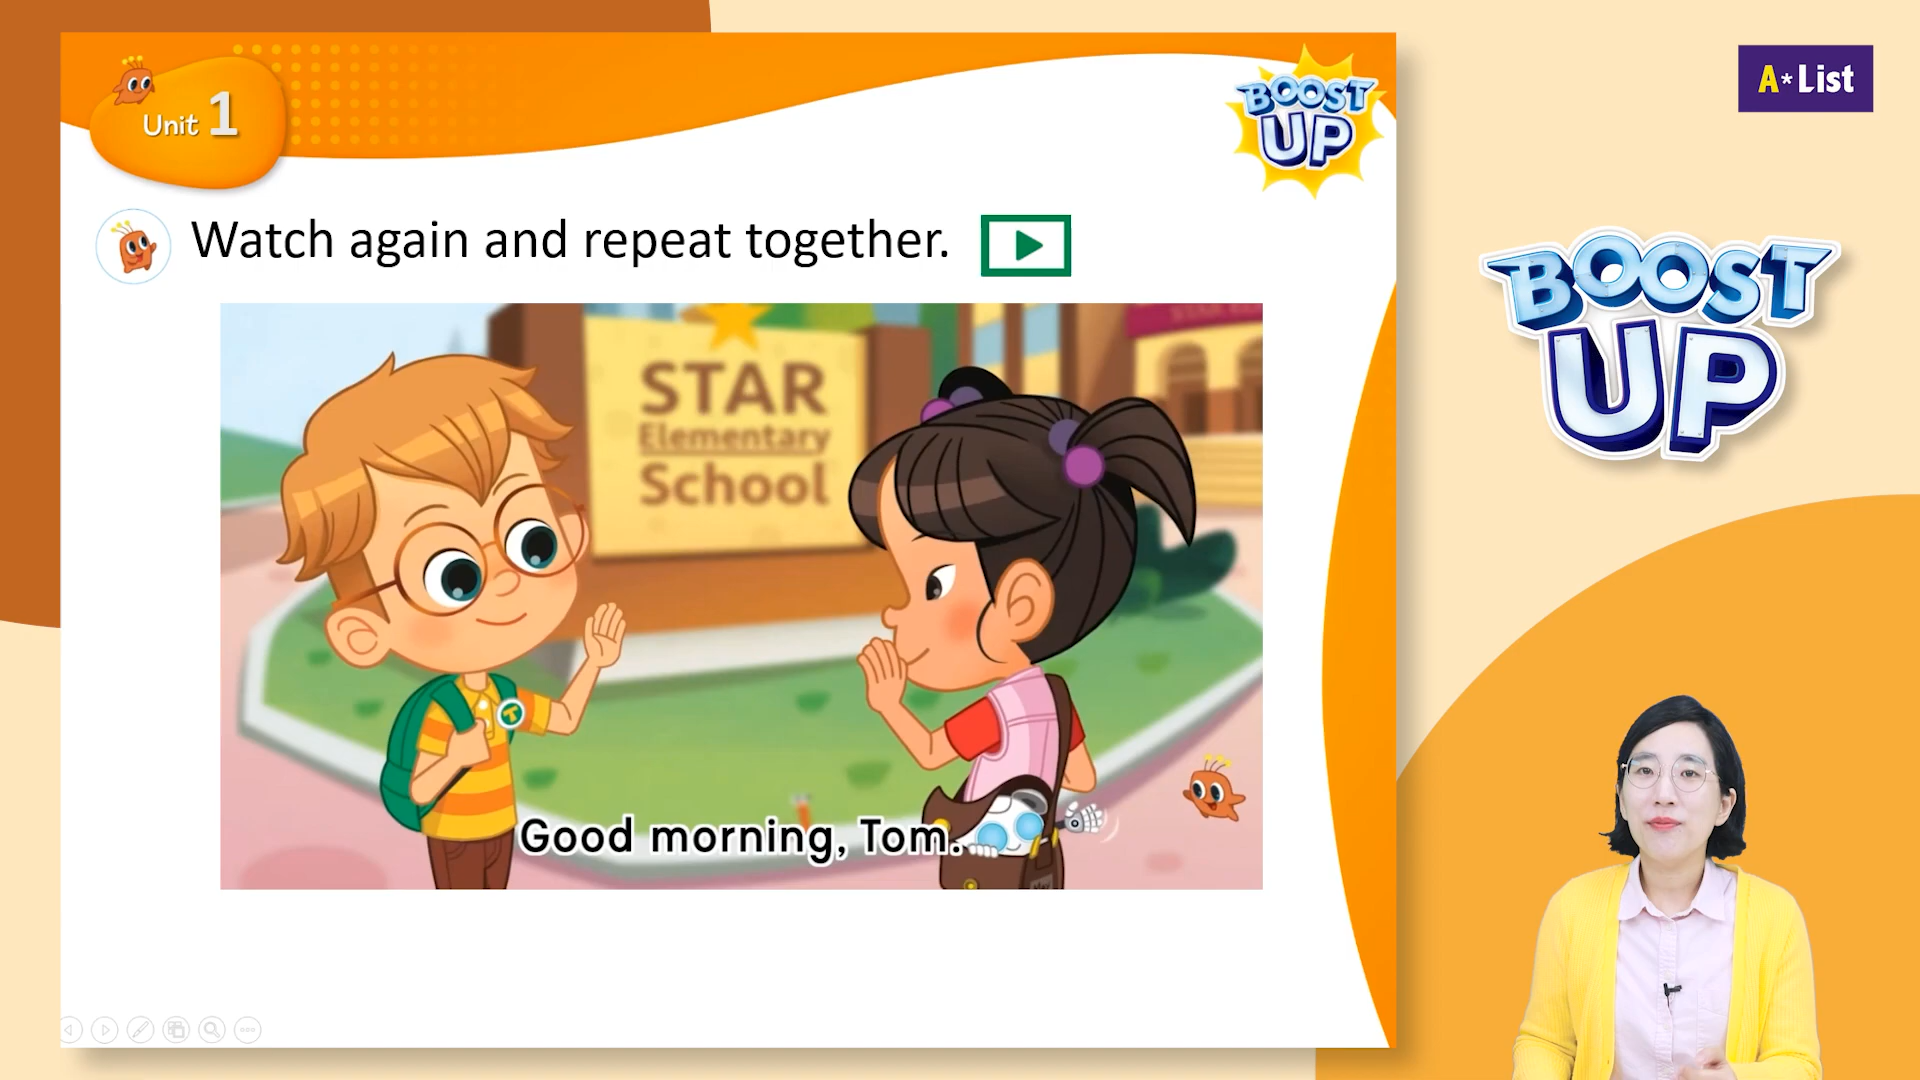 Unit 1
BOOST
UP
A*List
Watch again and repeat together.
STAR
Elementary
School
BOOST
UP
T
Good morning, Tom.